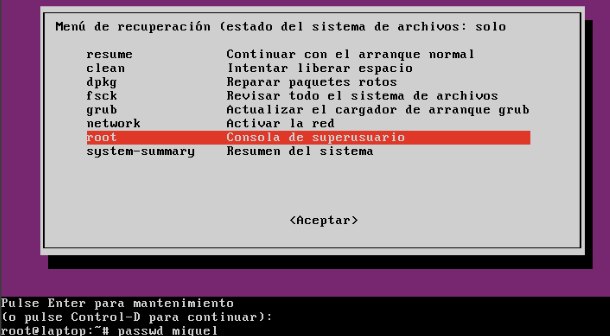 Menú de recuperación (estado del sistema de archivos: solo
resume Continuar con el arranque normal
clean Intentar liberar espacio
dpkg Reparar paquetes rotos
fsck Revisar todo el sistema de archivos
grub Actualizar el cargador de arranque grub
network Activar la red
root Consola de superusuario
system-summary Resumen del sistema
<Aceptar>
Pulse Enter para mantenimiento
(o pulse Control-D para continuar):
root@laptop:~# passwd miguel